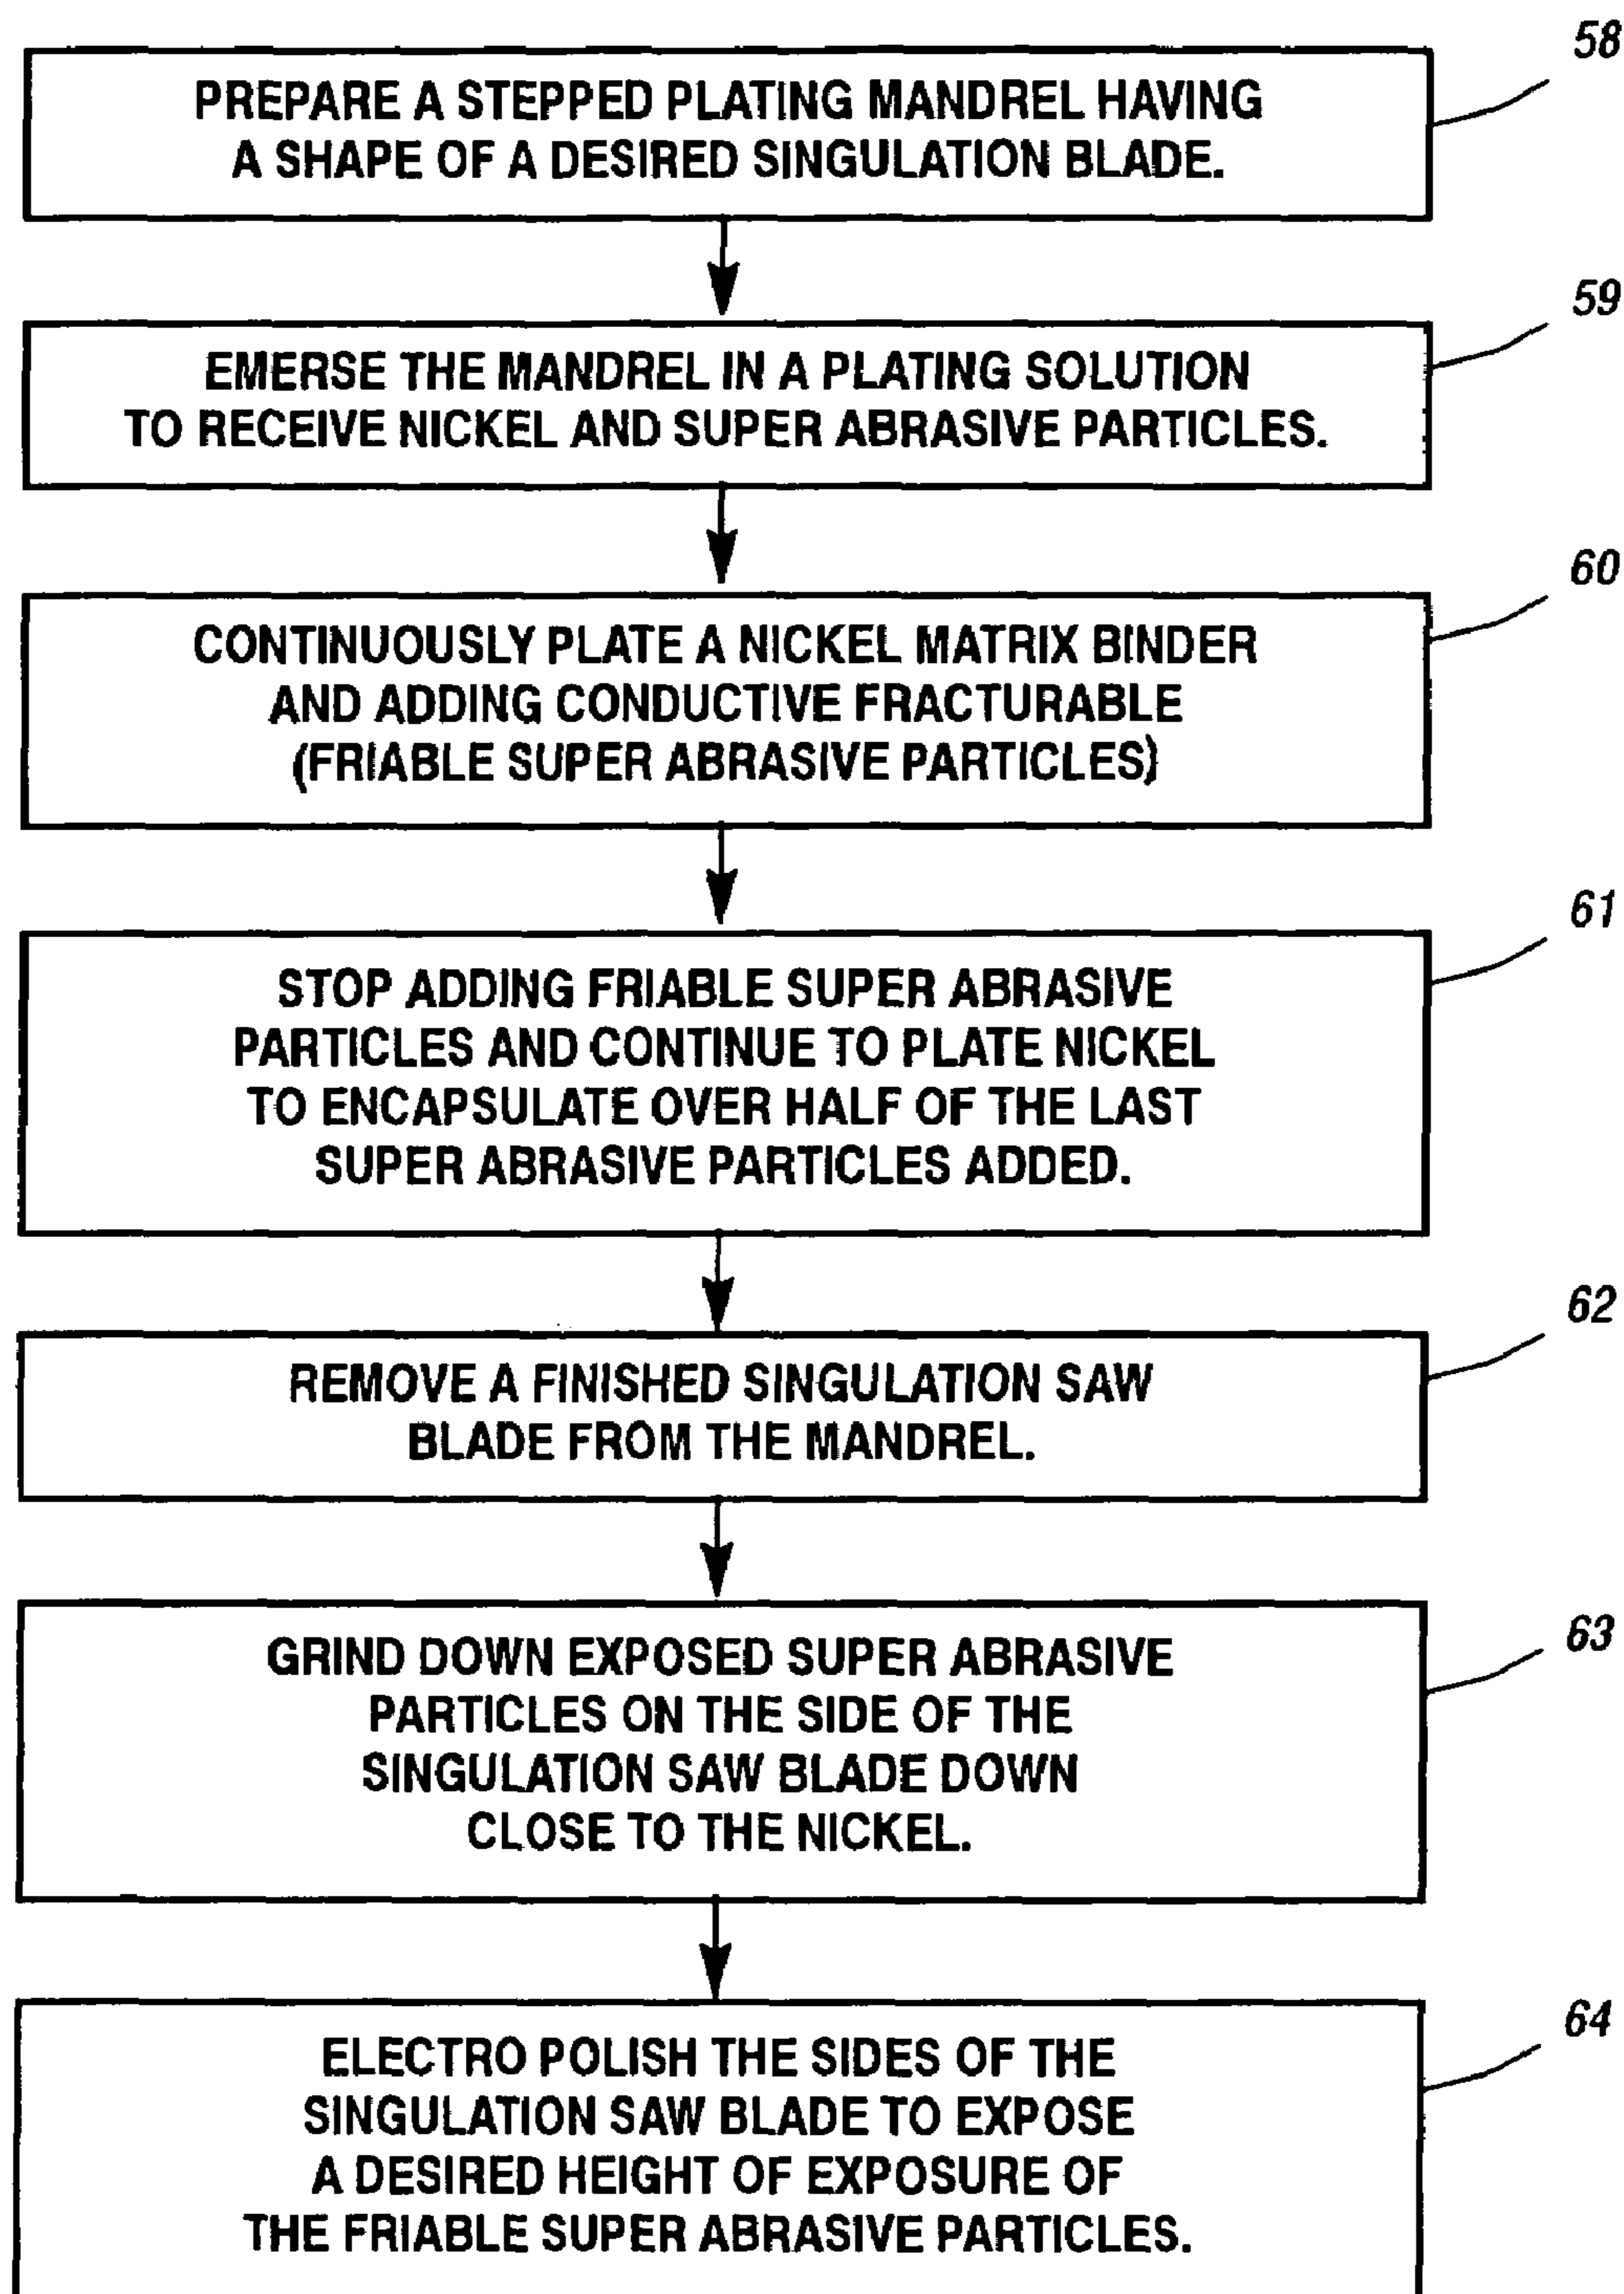 58
PREPARE A STEPPED PLATING MANDREL HAVING
A SHAPE OF A DESIRED SINGULATION BLADE.
59
EMERSE THE MANDREL IN A PLATING SOLUTION
TO RECEIVE NICKEL AND SUPER ABRASIVE PARTICLES.
60
CONTINUOUSLY PLATE A NICKEL MATRIX BINDER
AND ADDING CONDUCTIVE FRACTURABLE
(FRIABLE SUPER ABRASIVE PARTICLES)
61
STOP ADDING FRIABLE SUPER ABRASIVE
PARTICLES AND CONTINUE TO PLATE NICKEL
TO ENCAPSULATE OVER HALF OF THE LAST
SUPER ABRASIVE PARTICLES ADDED.
62
REMOVE A FINISHED SINGULATION SAW
BLADE FROM THE MANDREL.
63
GRIND DOWN EXPOSED SUPER ABRASIVE
PARTICLES ON THE SIDE OF THE
SINGULATION SAW BLADE DOWN
CLOSE TO THE NICKEL.
64
ELECTRO POLISH THE SIDES OF THE
SINGULATION SAW BLADE TO EXPOSE
A DESIRED HEIGHT OF EXPOSURE OF
THE FRIABLE SUPER ABRASIVE PARTICLES.